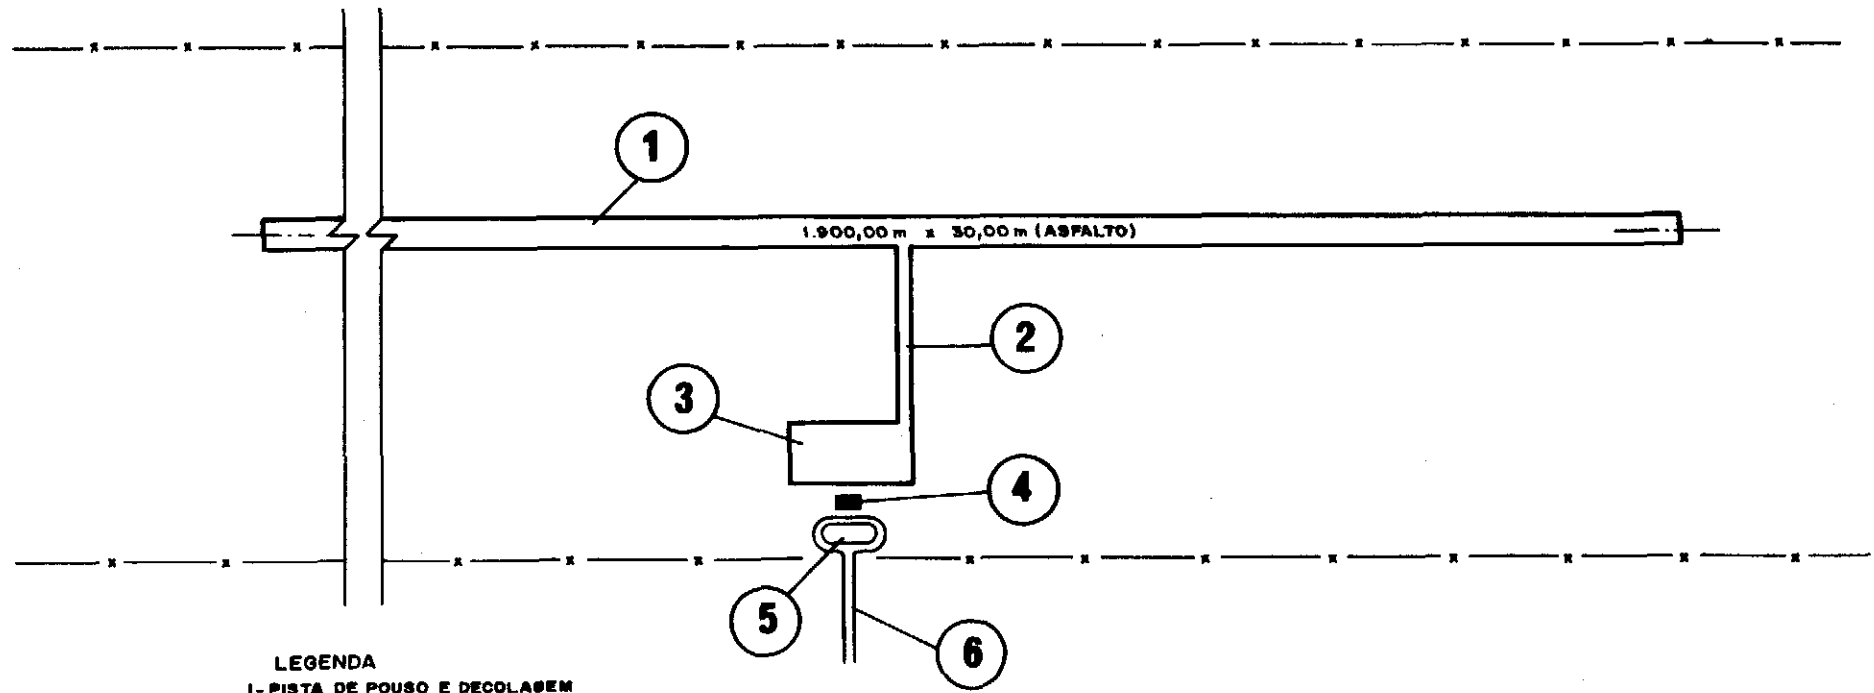 1
1.900,00 m x 30,00 m (ASFALTO)
2
3
4
5
6
LEGENDA
1- PISTA DE POUSO E DECOLAGEM